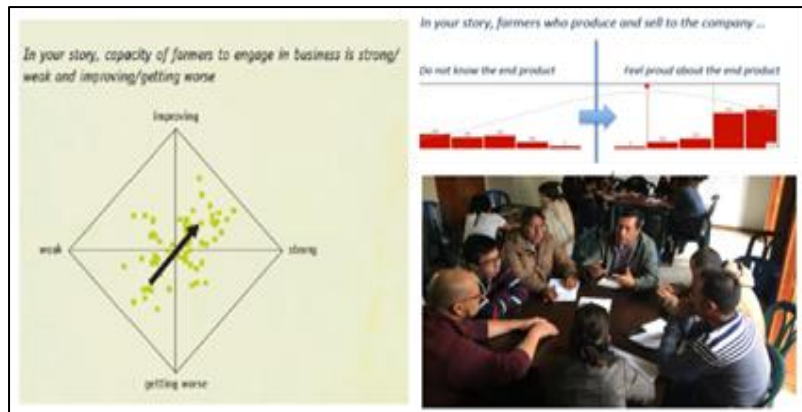 In your story, capacity of farmers to engage in business is strong/
weak and improving/getting worse
improving
weak
strong
getting worse
In your story, farmers who produce and sell to the company ...
Do not know the end product
Feel proud about the end product